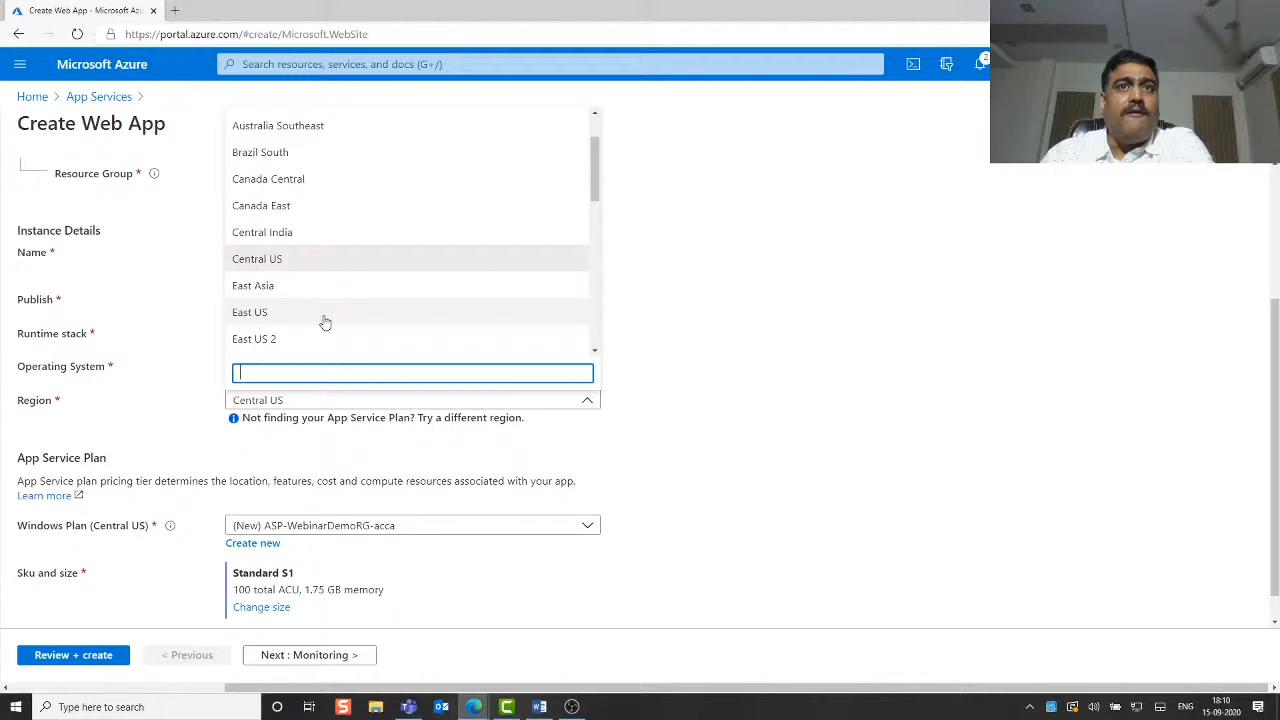 Create Web App - Microsoft Az
https://portal.azure.com/#create/Microsoft.WebSite
Microsoft Azure
Search resources, services, and docs (G+/)
2
Home > App Services >
Create Web App
Resource Group *
Australia Southeast
Brazil South
Canada Central
Canada East
Central India
Central US
East Asia
East US
East US 2
Instance Details
Name *
Publish *
Runtime stack *
Operating System *
Region *
Central US
Not finding your App Service Plan? Try a different region.
App Service Plan
App Service plan pricing tier determines the location, features, cost and compute resources associated with your app.
Learn more
Windows Plan (Central US) *
(New) ASP-WebinarDemoRG-acca
Create new
Sku and size *
Standard S1
100 total ACU, 1.75 GB memory
Change size
Review + create
< Previous
Next : Monitoring >
Type here to search
ENG
18:10
15-09-2020